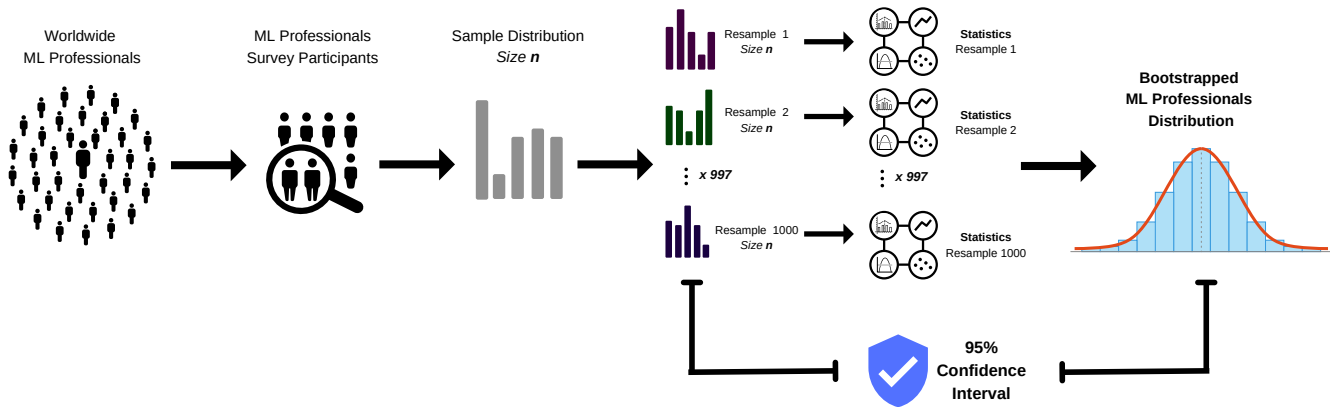 Worldwide
ML Professionals
ML Professionals
Survey Participants
Sample Distribution
Size n
Resample 1
Size n
Statistics
Resample 1
Resample 2
Size n
Statistics
Resample 2
x 997
x 997
Resample 1000
Size n
Statistics
Resample 1000
Bootstrapped
ML Professionals
Distribution
95%
Confidence
Interval